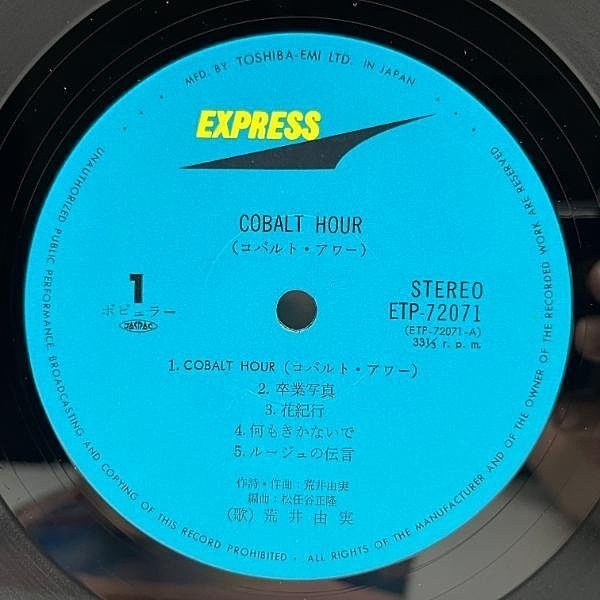 MFD. BY TOSHIBA-EMI LTD. IN JAPAN
EXPRESS
COBALT HOUR
(コバルト・アワー)
1
ポピュラー
JASRAC
STEREO
ETP-72071
(ETP-72071-A)
33⅓ r. p. m.
1. COBALT HOUR (コバルト・アワー)
2. 卒業写真
3. 花紀行
4. 何もきかないで
5. ルージュの伝言
作詩・作曲:荒井由実
編曲:松任谷正隆
(歌) 荒井由実
UNAUTHORIZED PUBLIC PERFORMANCE, BROADCASTING AND COPYING OF THIS RECORD PROHIBITED • ALL RIGHTS OF THE MANUFACTURER AND OF THE OWNER OF THE RECORDED WORK ARE RESERVED